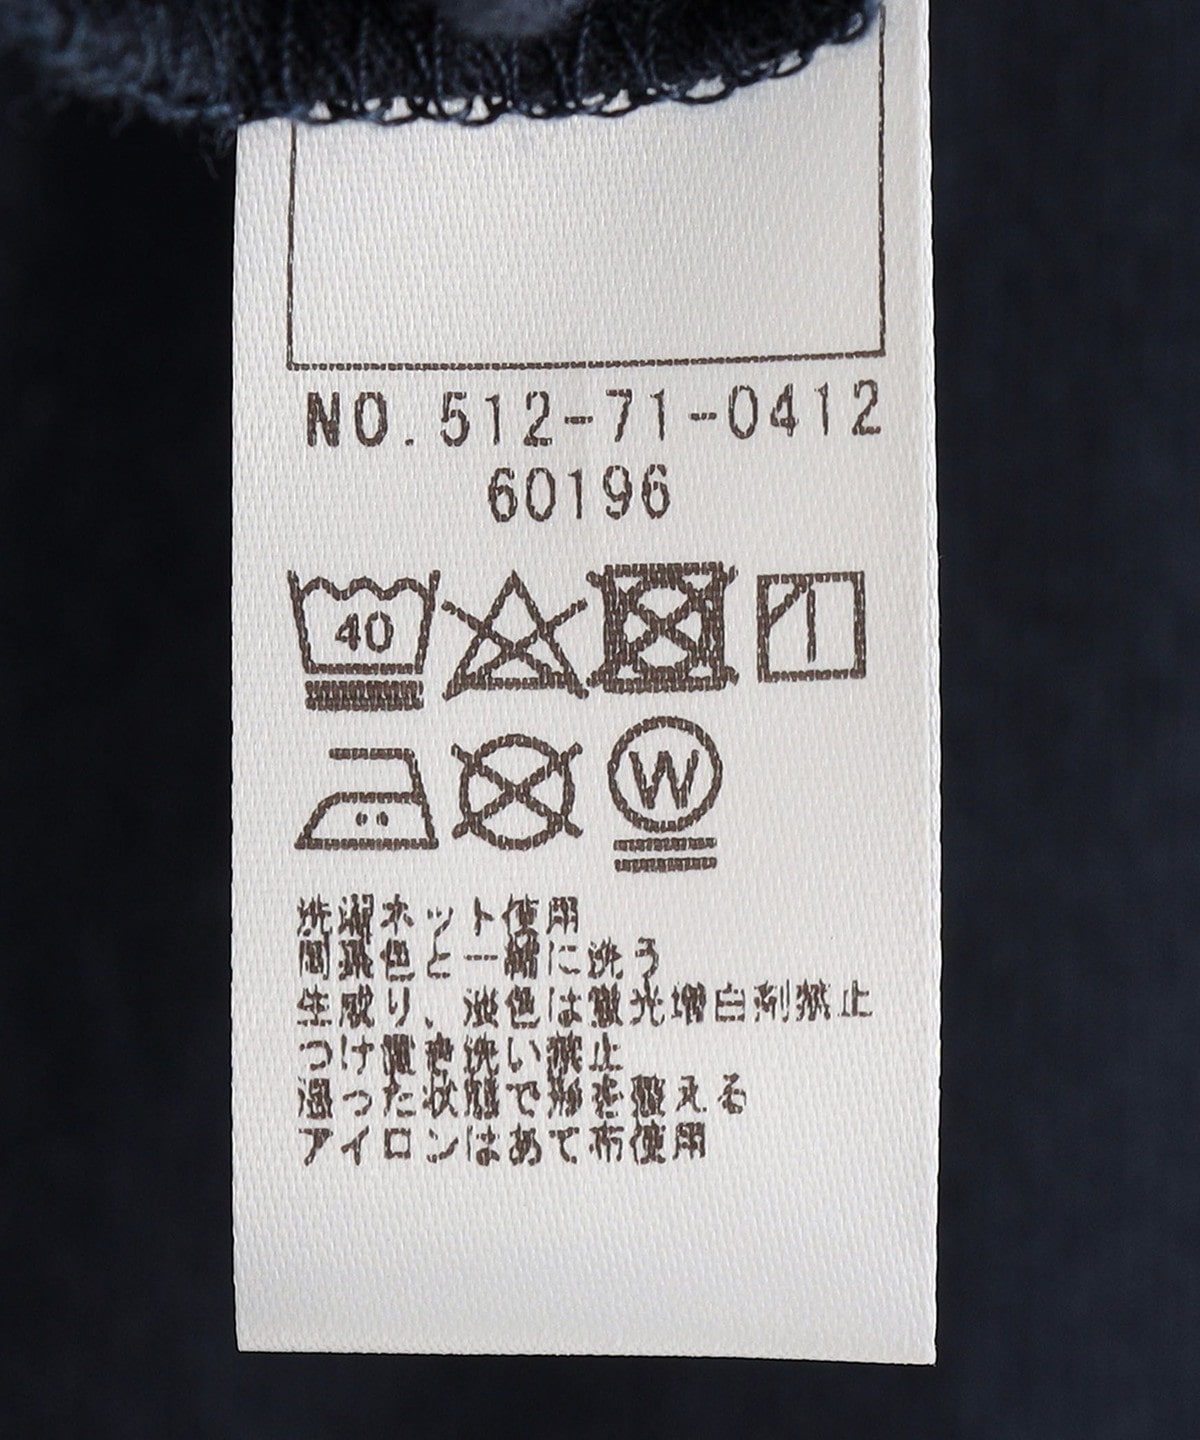 NO. 512-71-0412
60196
40
W
洗濯ネット使用
同系色と一緒に洗う
生成り、淡色は蛍光増白剤禁止
つけ置き洗い禁止
湿った状態で形を整える
アイロンはあて布使用